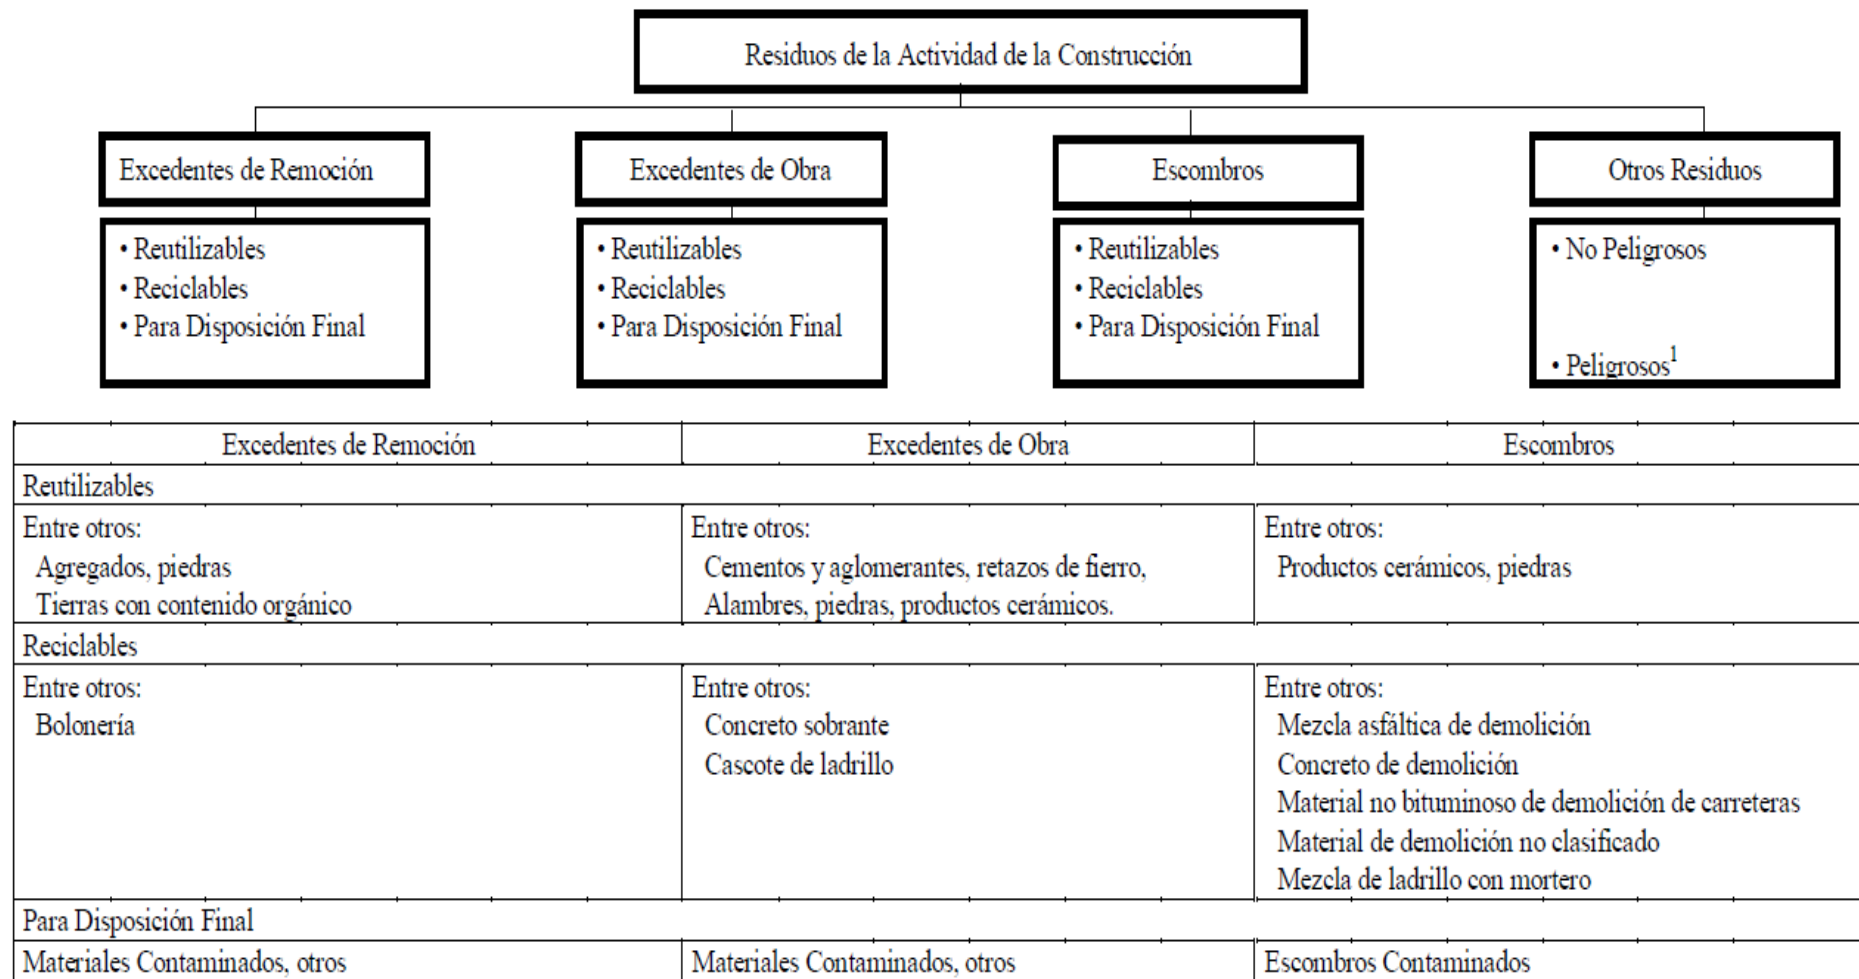 Residuos de la Actividad de la Construcción
Excedentes de Remoción
Excedentes de Obra
Escombros
Otros Residuos
• Reutilizables
• Reciclables
• Para Disposición Final
• Reutilizables
• Reciclables
• Para Disposición Final
• Reutilizables
• Reciclables
• Para Disposición Final
• No Peligrosos
• Peligrosos¹
Excedentes de Remoción
Excedentes de Obra
Escombros
Reutilizables
Entre otros:
Agregados, piedras
Tierras con contenido orgánico
Entre otros:
Cementos y aglomerantes, retazos de fierro,
Alambres, piedras, productos cerámicos.
Entre otros:
Productos cerámicos, piedras
Reciclables
Entre otros:
Bolonería
Entre otros:
Concreto sobrante
Cascote de ladrillo
Entre otros:
Mezcla asfáltica de demolición
Concreto de demolición
Material no bituminoso de demolición de carreteras
Material de demolición no clasificado
Mezcla de ladrillo con mortero
Para Disposición Final
Materiales Contaminados, otros
Materiales Contaminados, otros
Escombros Contaminados